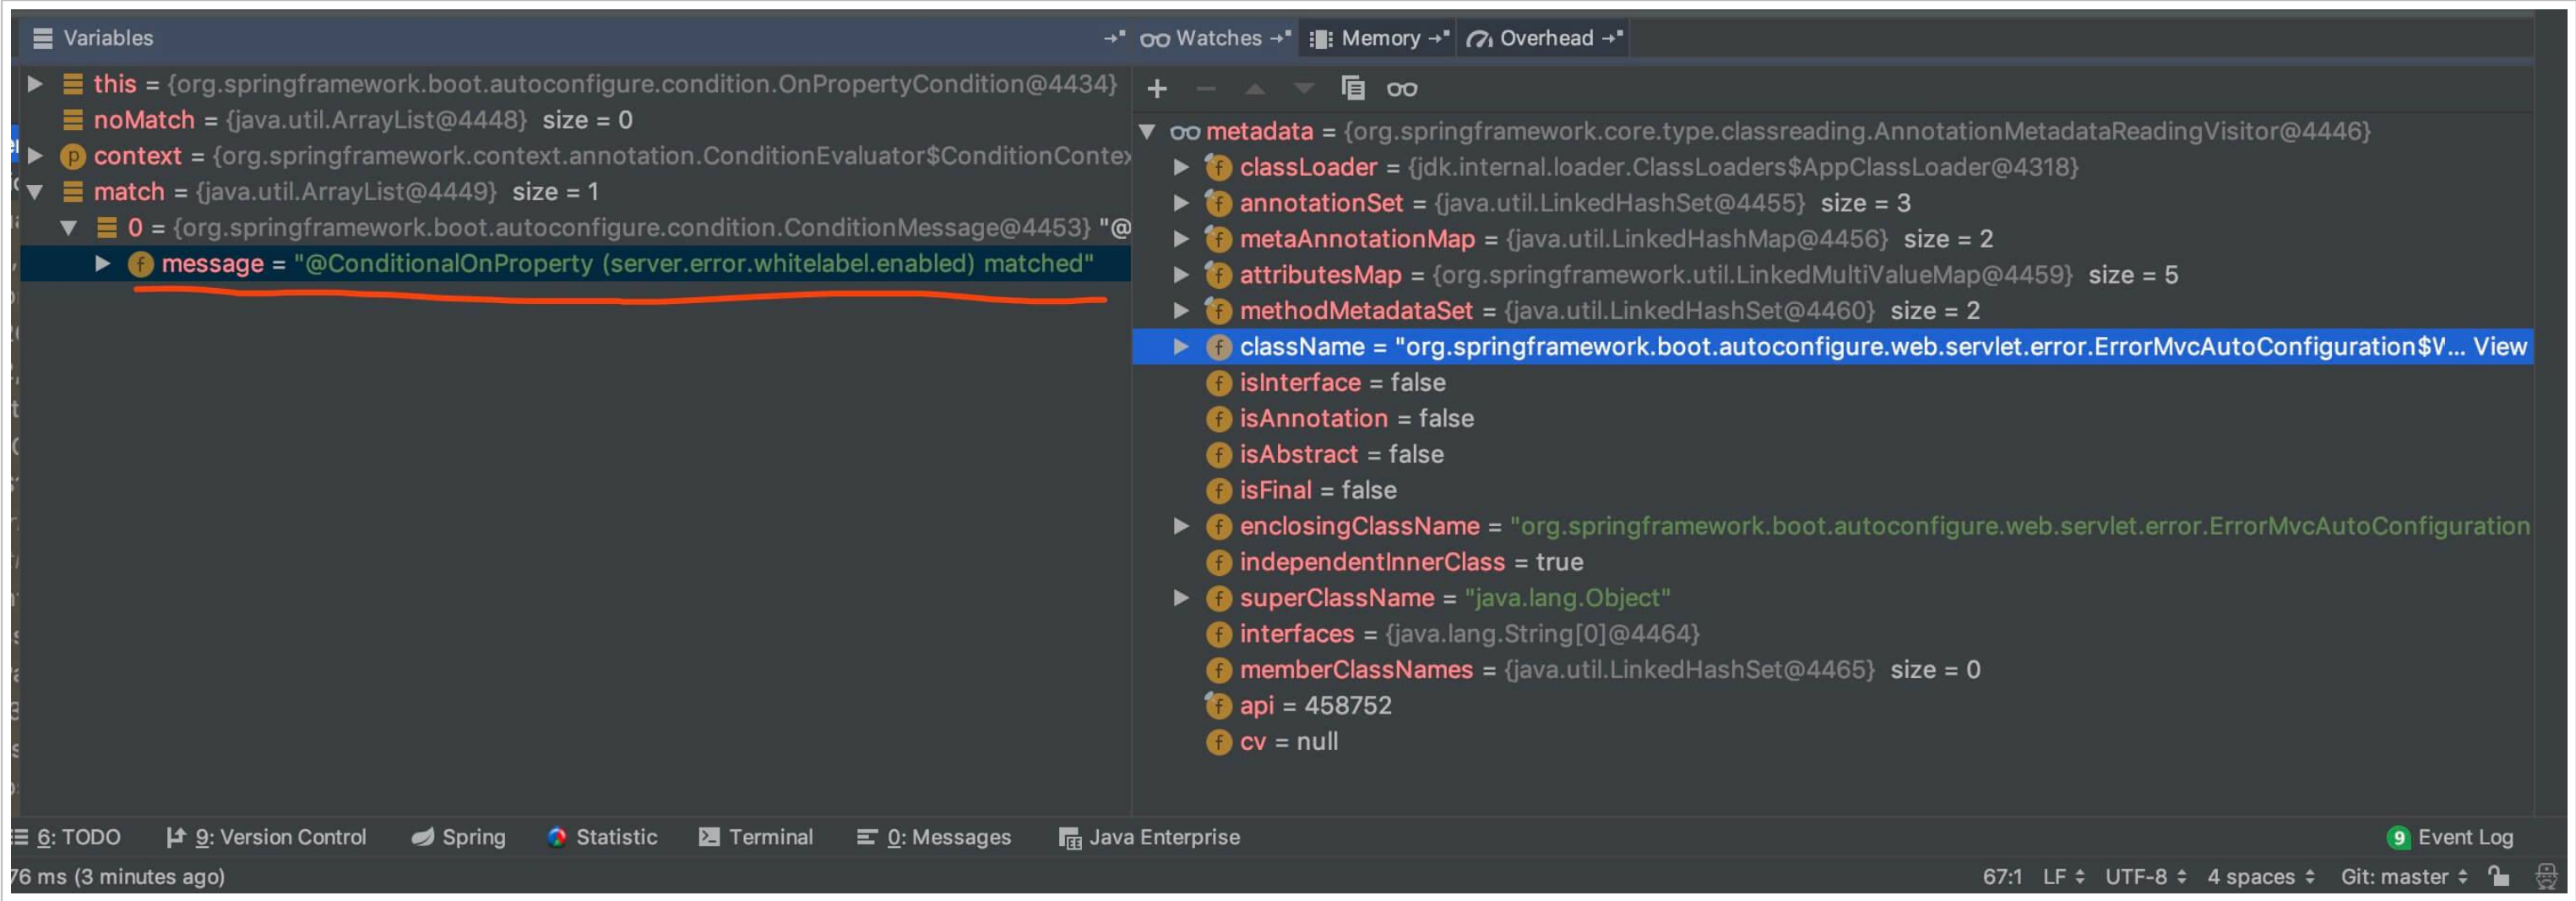 Variables
this = {org.springframework.boot.autoconfigure.condition.OnPropertyCondition@4434}
noMatch = {java.util.ArrayList@4448} size = 0
context = {org.springframework.context.annotation.ConditionEvaluator$ConditionContex
match = {java.util.ArrayList@4449} size = 1
0 = {org.springframework.boot.autoconfigure.condition.ConditionMessage@4453} "@
message = "@ConditionalOnProperty (server.error.whitelabel.enabled) matched"
Watches Memory Overhead
metadata = {org.springframework.core.type.classreading.AnnotationMetadataReadingVisitor@4446}
classLoader = {jdk.internal.loader.ClassLoaders$AppClassLoader@4318}
annotationSet = {java.util.LinkedHashSet@4455} size = 3
metaAnnotationMap = {java.util.LinkedHashMap@4456} size = 2
attributesMap = {org.springframework.util.LinkedMultiValueMap@4459} size = 5
methodMetadataSet = {java.util.LinkedHashSet@4460} size = 2
className = "org.springframework.boot.autoconfigure.web.servlet.error.ErrorMvcAutoConfiguration$W... View
isInterface = false
isAnnotation = false
isAbstract = false
isFinal = false
enclosingClassName = "org.springframework.boot.autoconfigure.web.servlet.error.ErrorMvcAutoConfiguration
independentInnerClass = true
superClassName = "java.lang.Object"
interfaces = {java.lang.String[0]@4464}
memberClassNames = {java.util.LinkedHashSet@4465} size = 0
api = 458752
cv = null
6: TODO 9: Version Control Spring Statistic Terminal 0: Messages Java Enterprise 9 Event Log
76 ms (3 minutes ago) 67:1 LF UTF-8 4 spaces Git: master